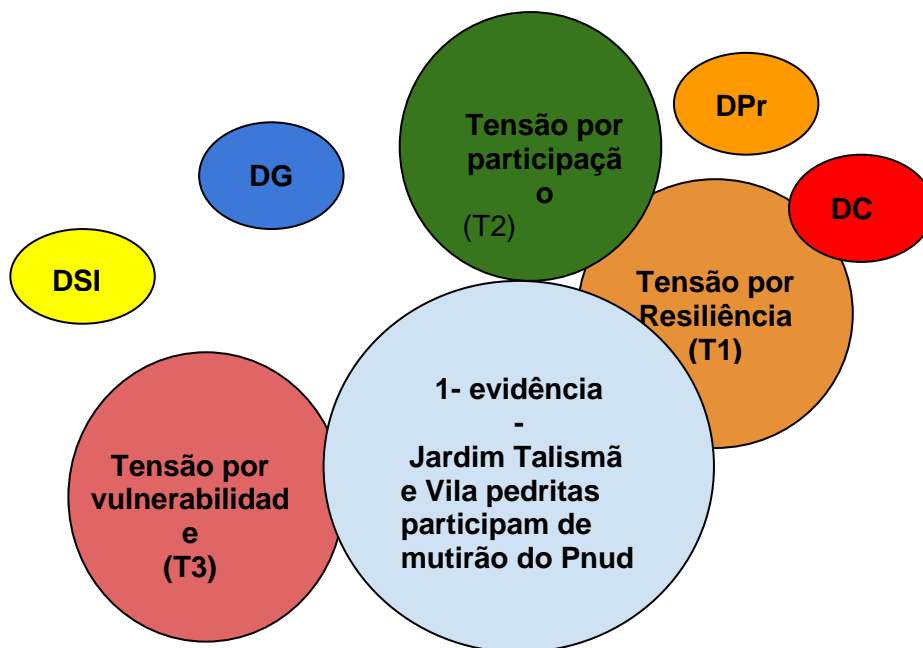 DPr
Tensão por
participaçã
o
(T2)
DG
DC
DSI
Tensão por
Resiliência
(T1)
1- evidência
-
Jardim Talismã
e Vila pedritas
participam de
mutirão do Pnud
Tensão por
vulnerabilidad
e
(T3)